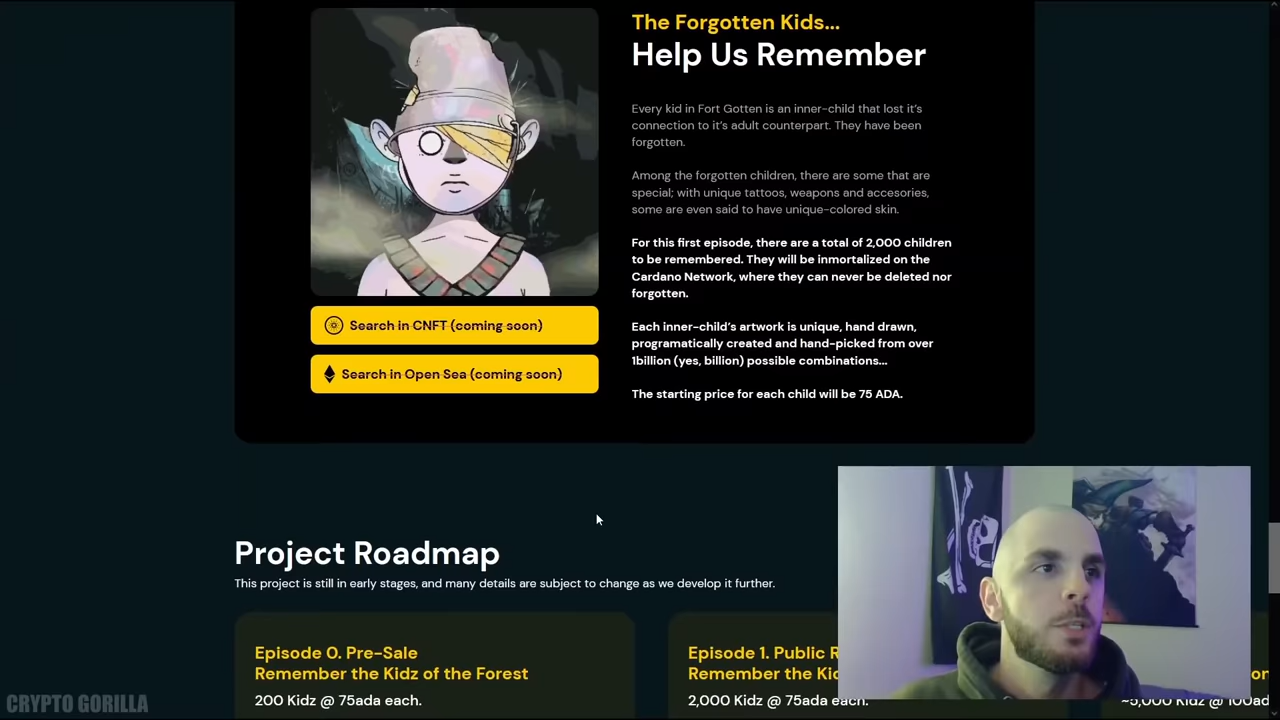 The Forgotten Kids...
Help Us Remember
Every kid in Fort Gotten is an inner-child that lost it's
connection to it's adult counterpart. They have been
forgotten.
Among the forgotten children, there are some that are
special; with unique tattoos, weapons and accesories,
some are even said to have unique-colored skin.
For this first episode, there are a total of 2,000 children
to be remembered. They will be inmortalized on the
Cardano Network, where they can never be deleted nor
forgotten.
Each inner-child's artwork is unique, hand drawn,
programatically created and hand-picked from over
1billion (yes, billion) possible combinations...
The starting price for each child will be 75 ADA.
Search in CNFT (coming soon)
Search in Open Sea (coming soon)
Project Roadmap
This project is still in early stages, and many details are subject to change as we develop it further.
Episode 0. Pre-Sale
Remember the Kidz of the Forest
200 Kidz @ 75ada each.
Episode 1. Public
Remember the
2,000 Kidz @ 75ada each.
~5,000 Kidz @
CRYPTO GORILLA